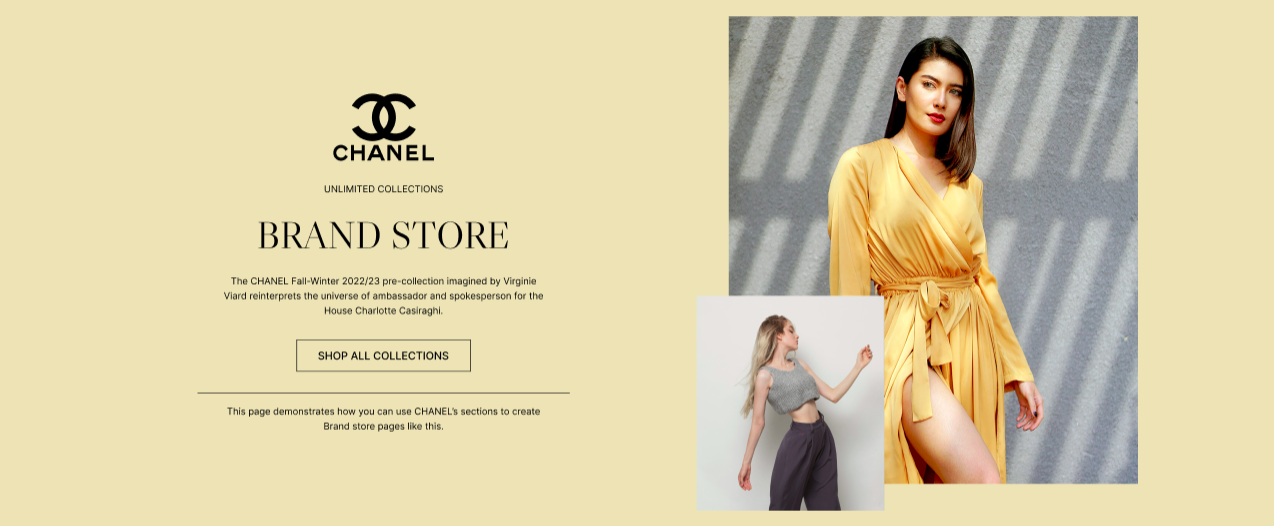 CHANEL
UNLIMITED COLLECTIONS
BRAND STORE
The CHANEL Fall-Winter 2022/23 pre-collection imagined by Virginie
Viard reinterprets the universe of ambassador and spokesperson for the
House Charlotte Casiraghi.
SHOP ALL COLLECTIONS
This page demonstrates how you can use CHANEL's sections to create
Brand store pages like this.